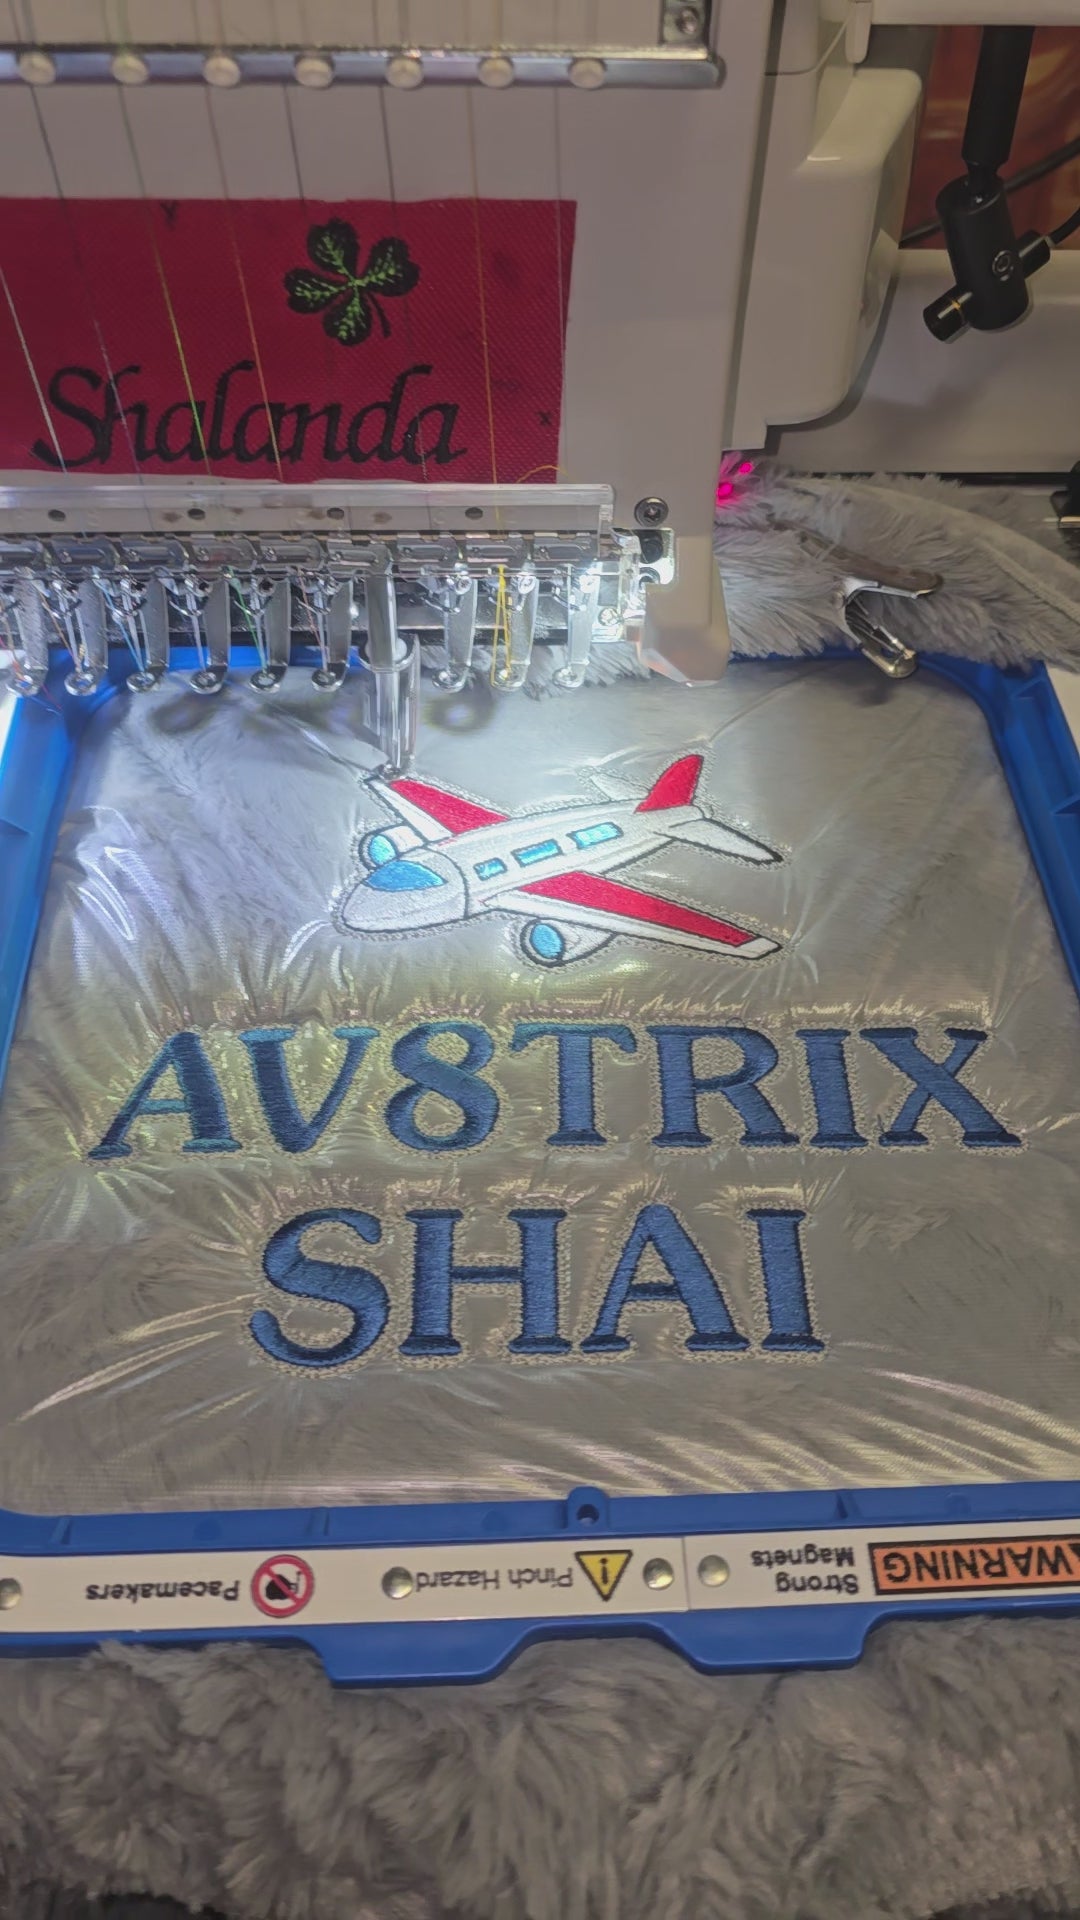 Shalanda
AV8TRIX
SHAI
WARNING
Strong
Magnets
Pinch Hazard
Pacemakers